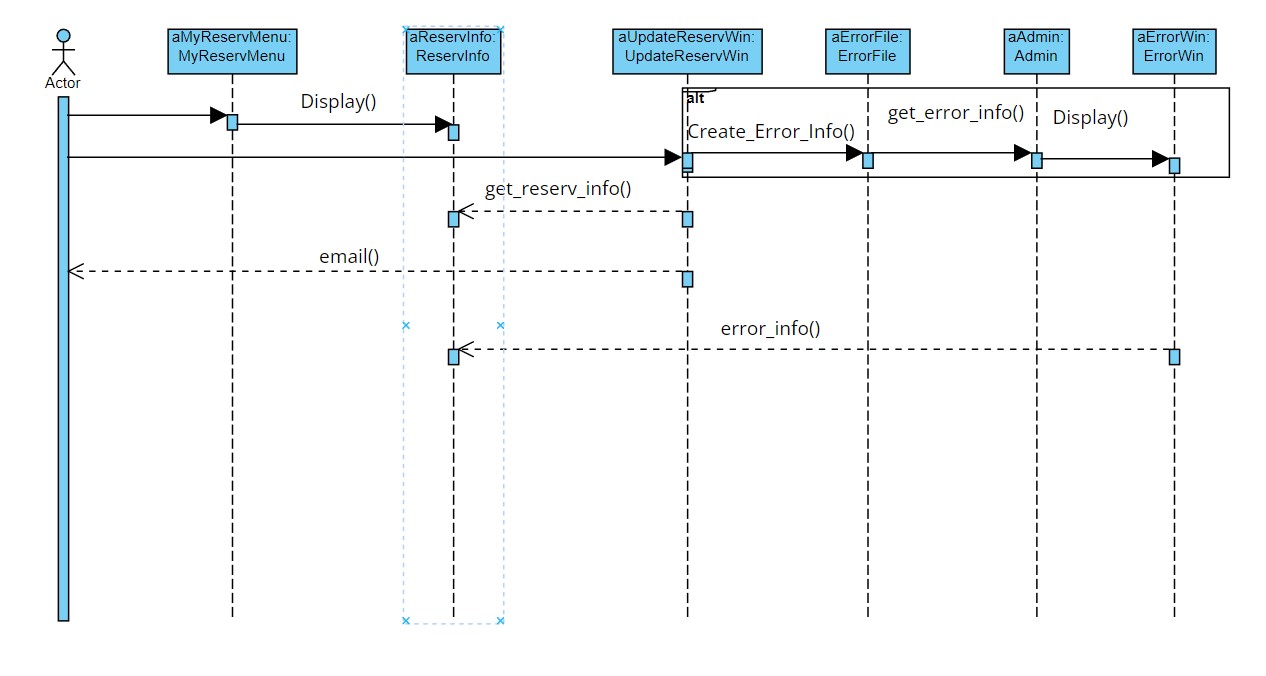 Actor
aMyReservMenu:
MyReservMenu
aReservInfo:
ReservInfo
aUpdateReservWin:
UpdateReservWin
aErrorFile:
ErrorFile
aAdmin:
Admin
aErrorWin:
ErrorWin
alt
Display()
Create_Error_Info()
get_error_info()
Display()
get_reserv_info()
email()
error_info()